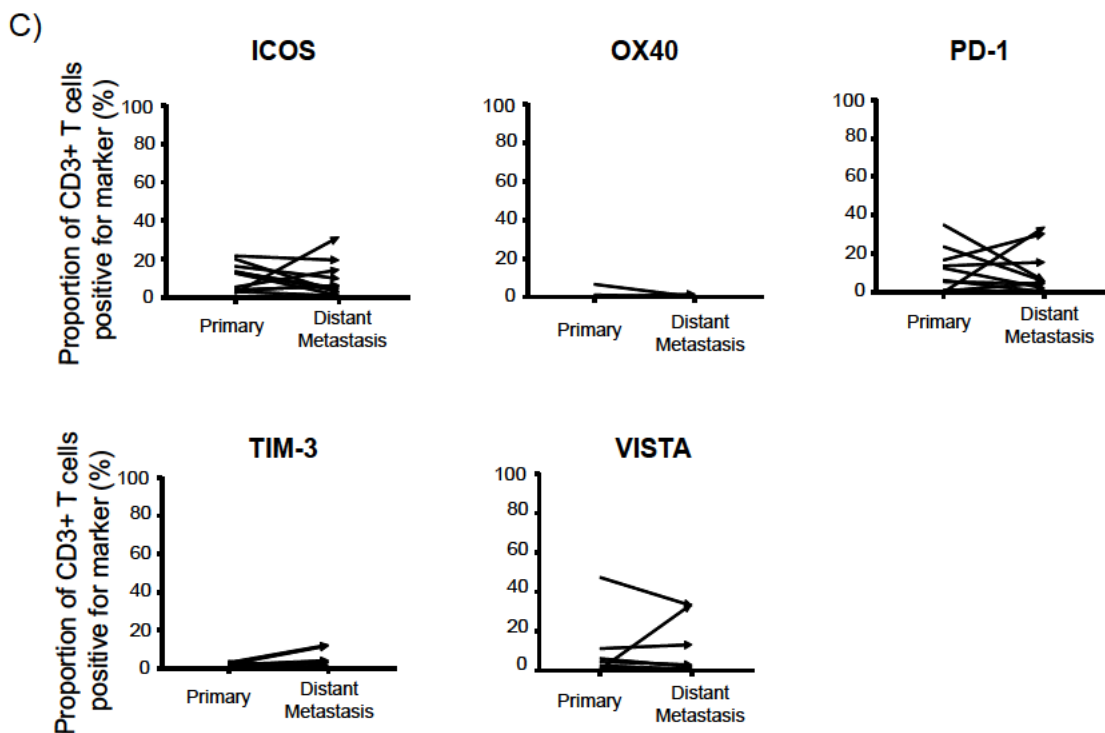 C)
ICOS
OX40
PD-1
Proportion of CD3+ T cells
positive for marker (%)
100
80
60
40
20
0
Primary
Distant
Metastasis
100
80
60
40
20
0
Primary
Distant
Metastasis
100
80
60
40
20
0
Primary
Distant
Metastasis
TIM-3
VISTA
Proportion of CD3+ T cells
positive for marker (%)
100
80
60
40
20
0
Primary
Distant
Metastasis
100
80
60
40
20
0
Primary
Distant
Metastasis